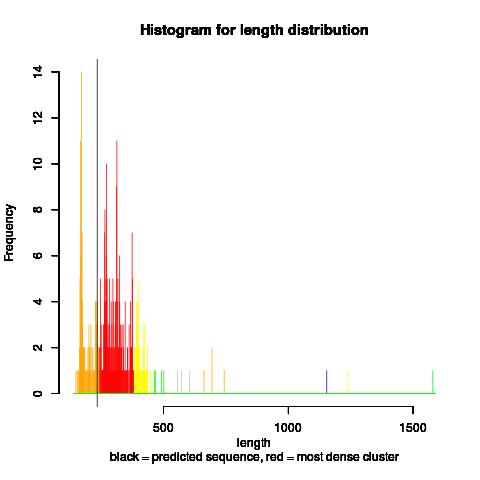 Histogram for length distribution
Frequency
14
12
10
8
6
4
2
0
500
1000
1500
length
black = predicted sequence, red = most dense cluster